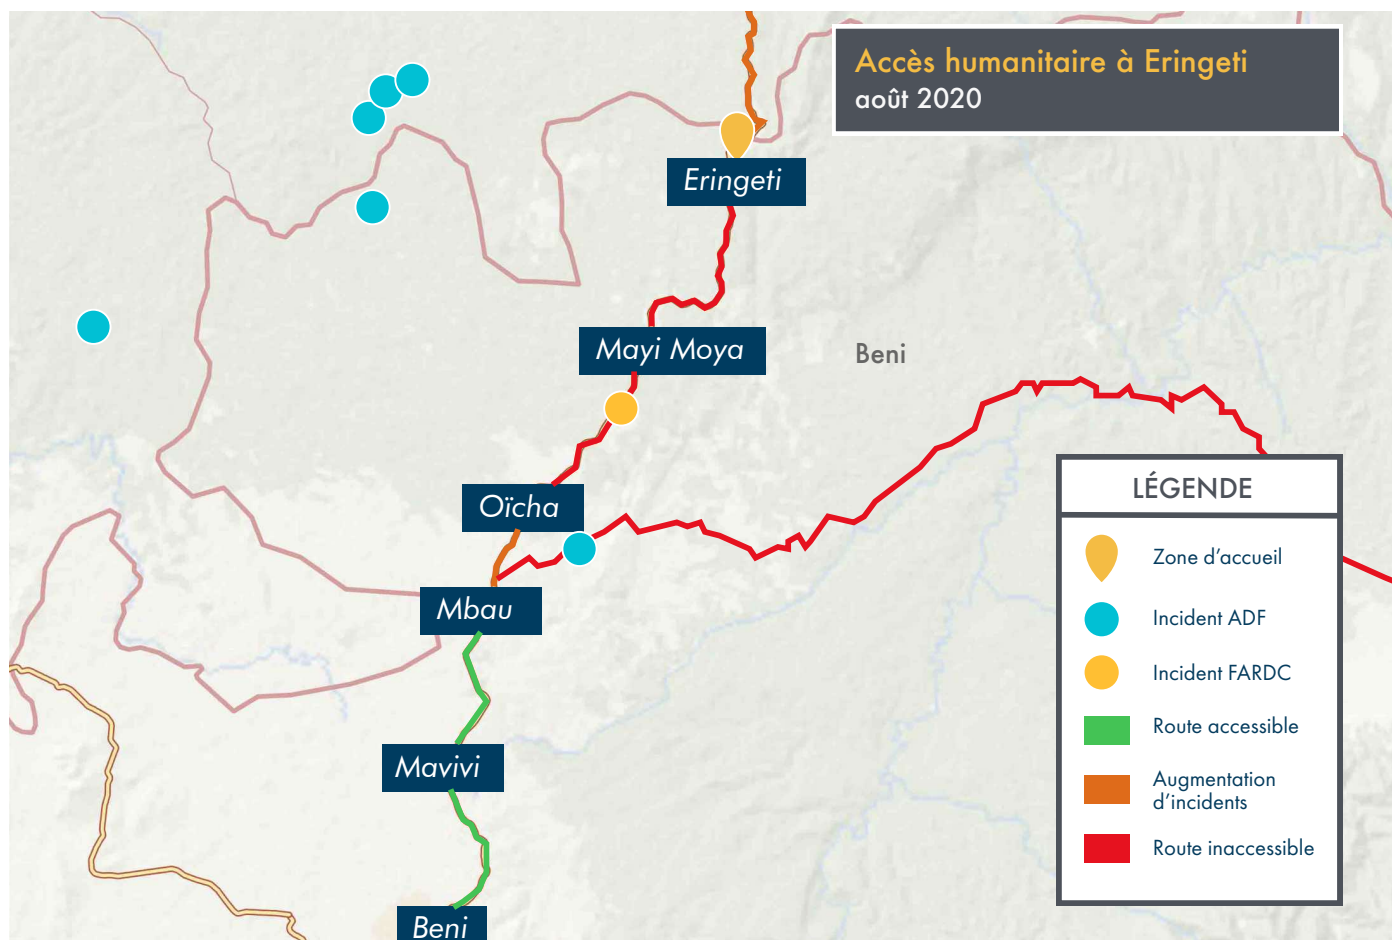 Accès humanitaire à Eringeti
août 2020
Eringeti
Mayi Moya
Beni
Oïcha
Mbau
Mavivi
Beni
LÉGENDE
Zone d'accueil
Incident ADF
Incident FARDC
Route accessible
Augmentation
d'incidents
Route inaccessible